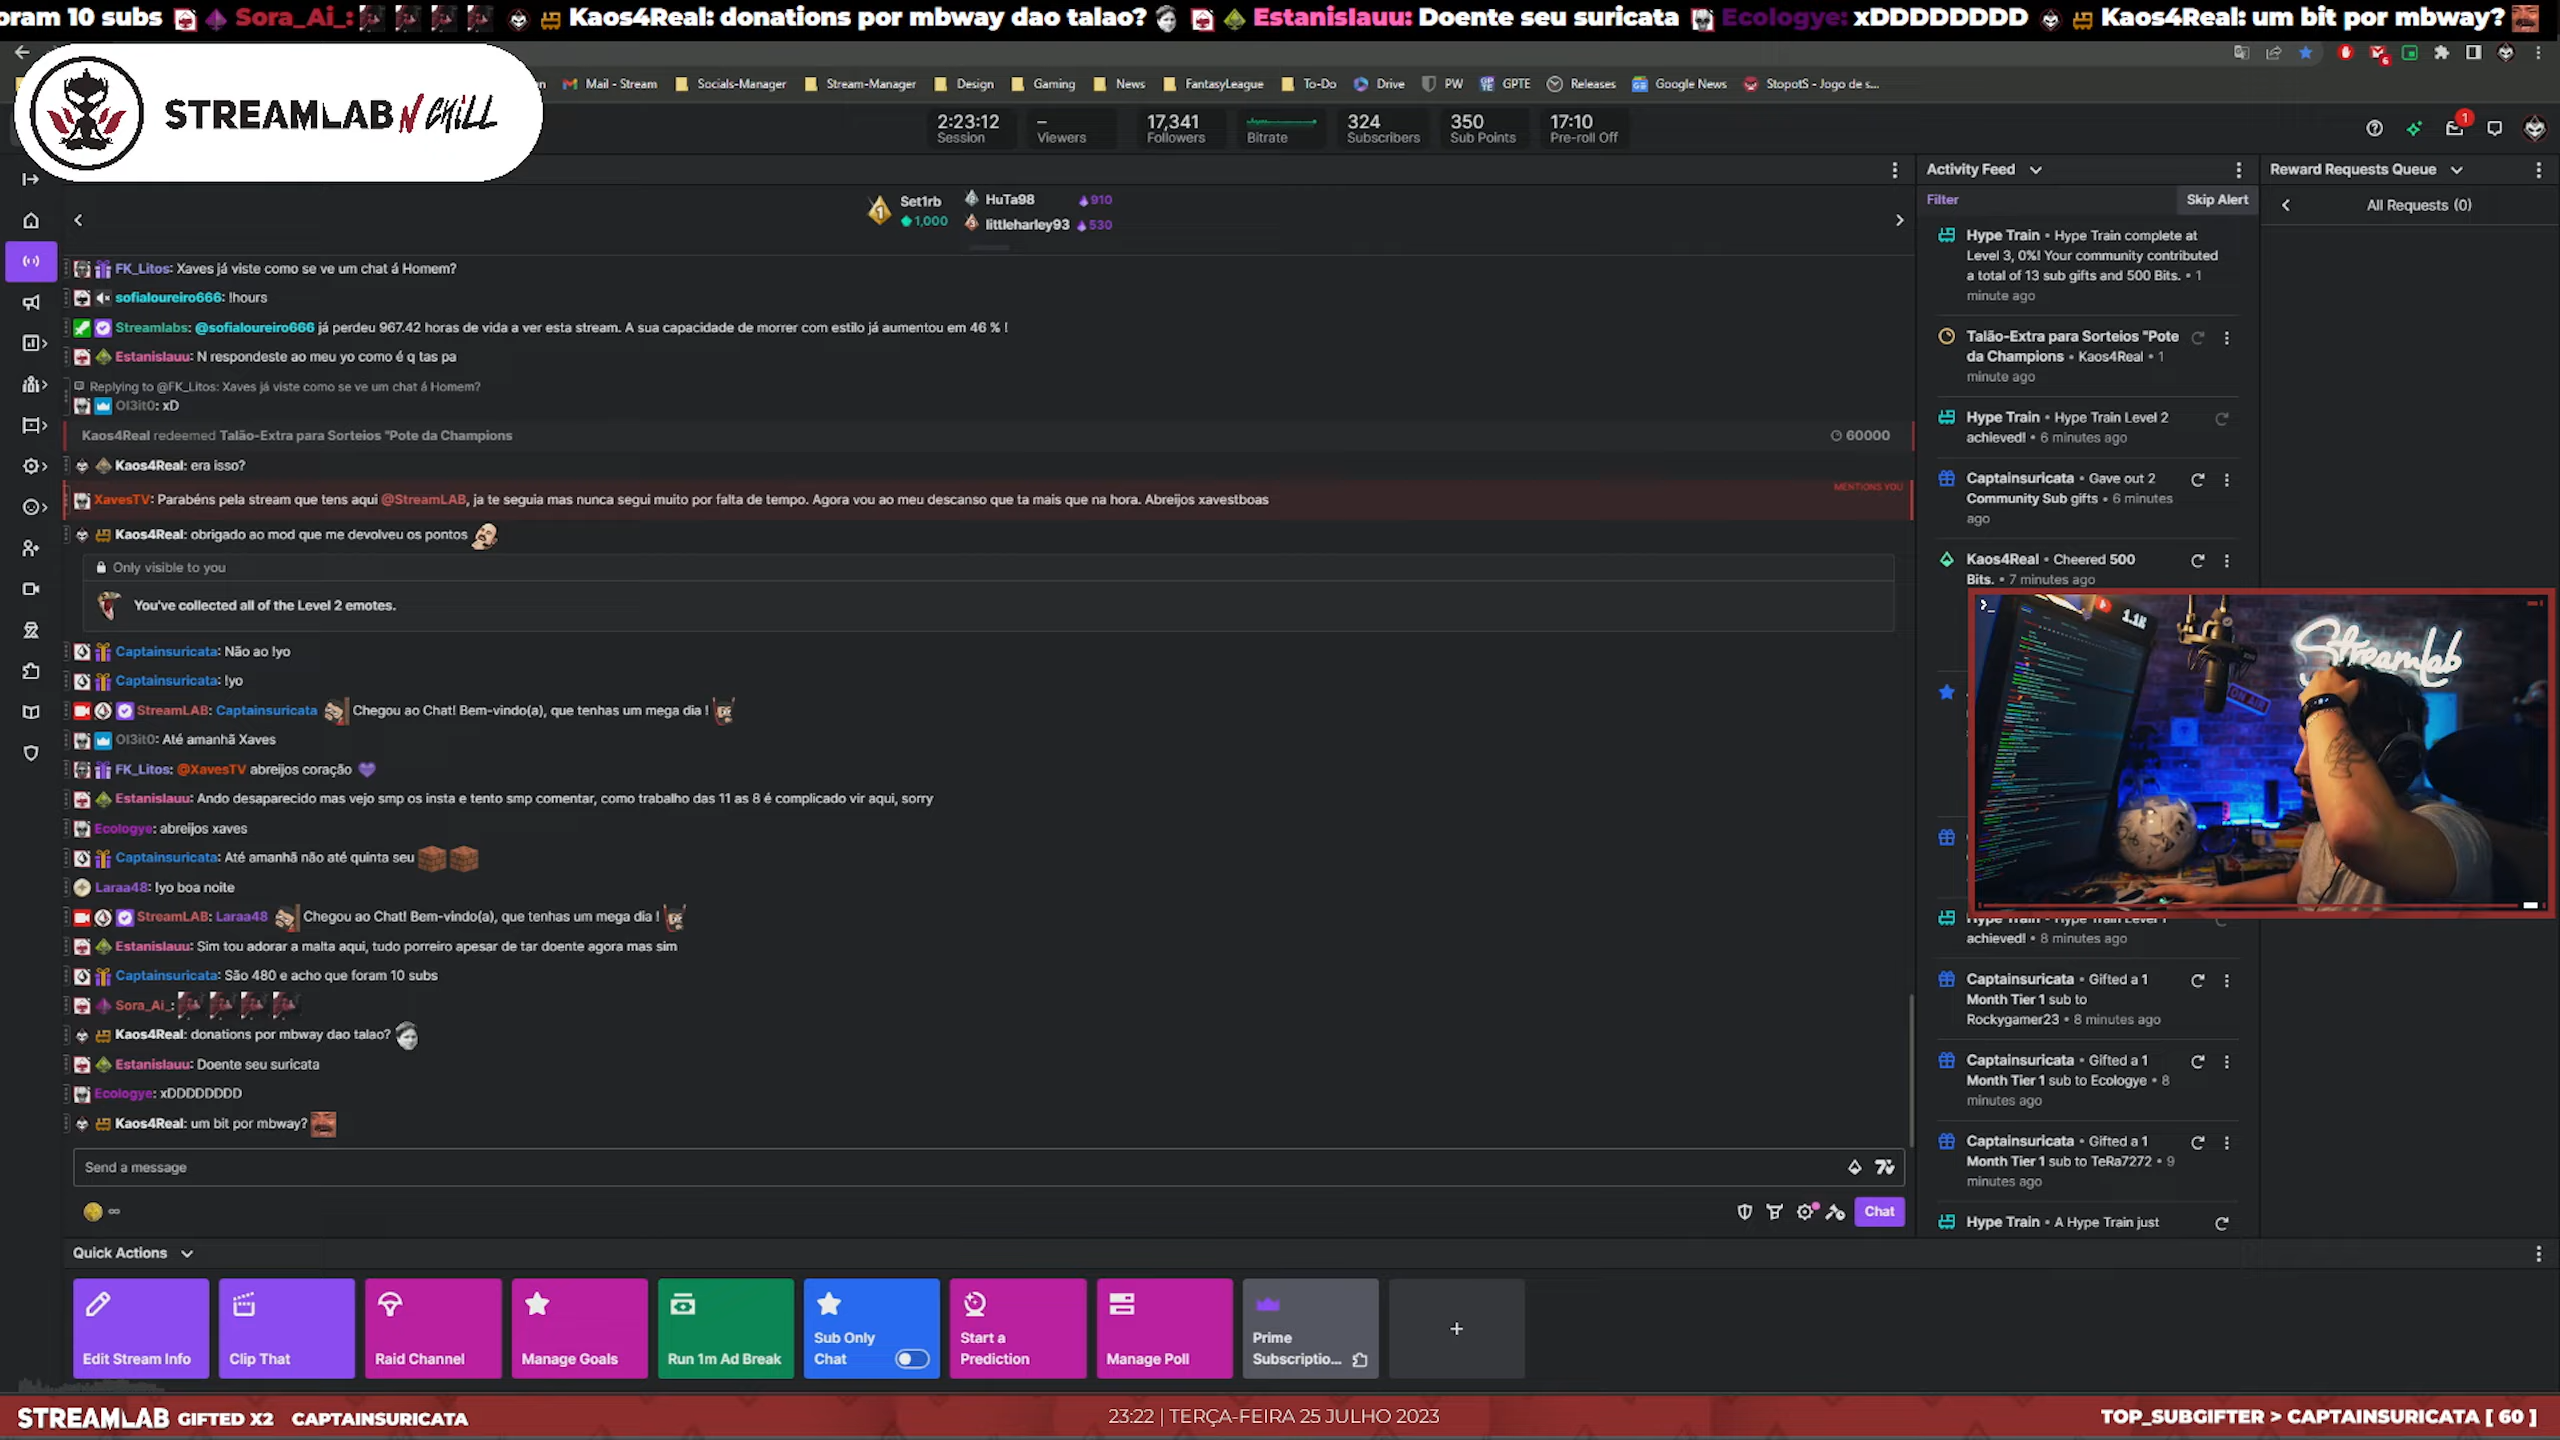 oram 10 subs Sora_Ai_: Kaos4Real: donations por mbway dao talao? Estanislauu: Doente seu suricata Ecologye: xDDDDDDDD Kaos4Real: um bit por mbway?
STREAMLAB N CHILL
Mail - Stream Socials-Manager Stream-Manager Design Gaming News FantasyLeague To-Do Drive PW GPTE Releases Google News StopotS - Jogo de s...
2:23:12 – 17,341 324 350 17:10
Session Viewers Followers Bitrate Subscribers Sub Points Pre-roll Off
1
Set1rb
1,000
HuTa98 910
littleharley93 530
FK_Litos: Xaves já viste como se ve um chat á Homem?
sofialoureiro666: !hours
Streamlabs: @sofialoureiro666 já perdeu 967.42 horas de vida a ver esta stream. A sua capacidade de morrer com estilo já aumentou em 46 % !
Estanislauu: N respondeste ao meu yo como é q tas pa
Replying to @FK_Litos: Xaves já viste como se ve um chat á Homem?
Ol3it0: xD
Kaos4Real redeemed Talão-Extra para Sorteios "Pote da Champions 60000
Kaos4Real: era isso?
MENTIONS YOU
XavesTV: Parabéns pela stream que tens aqui @StreamLAB, ja te seguia mas nunca segui muito por falta de tempo. Agora vou ao meu descanso que ta mais que na hora. Abreijos xavestboas
Kaos4Real: obrigado ao mod que me devolveu os pontos
Only visible to you
You've collected all of the Level 2 emotes.
Captainsuricata: Não ao !yo
Captainsuricata: !yo
StreamLAB: Captainsuricata Chegou ao Chat! Bem-vindo(a), que tenhas um mega dia !
Ol3it0: Até amanhã Xaves
FK_Litos: @XavesTV abreijos coração
Estanislauu: Ando desaparecido mas vejo smp os insta e tento smp comentar, como trabalho das 11 as 8 é complicado vir aqui, sorry
Ecologye: abreijos xaves
Captainsuricata: Até amanhã não até quinta seu
Laraa48: !yo boa noite
StreamLAB: Laraa48 Chegou ao Chat! Bem-vindo(a), que tenhas um mega dia !
Estanislauu: Sim tou adorar a malta aqui, tudo porreiro apesar de tar doente agora mas sim
Captainsuricata: São 480 e acho que foram 10 subs
Sora_Ai_:
Kaos4Real: donations por mbway dao talao?
Estanislauu: Doente seu suricata
Ecologye: xDDDDDDDD
Kaos4Real: um bit por mbway?
Send a message
Chat
Activity Feed
Filter Skip Alert
Hype Train • Hype Train complete at
Level 3, 0%! Your community contributed
a total of 13 sub gifts and 500 Bits. • 1
minute ago
Talão-Extra para Sorteios "Pote
da Champions • Kaos4Real • 1
minute ago
Hype Train • Hype Train Level 2
achieved! • 6 minutes ago
Captainsuricata • Gave out 2
Community Sub gifts • 6 minutes
ago
Kaos4Real • Cheered 500
Bits. • 7 minutes ago
1.1K
Streamlab
ON AIR
Hype Train • Hype Train Level 1
achieved! • 8 minutes ago
Captainsuricata • Gifted a 1
Month Tier 1 sub to
Rockygamer23 • 8 minutes ago
Captainsuricata • Gifted a 1
Month Tier 1 sub to Ecologye • 8
minutes ago
Captainsuricata • Gifted a 1
Month Tier 1 sub to TeRa7272 • 9
minutes ago
Hype Train • A Hype Train just
Reward Requests Queue
All Requests (0)
Quick Actions
Edit Stream Info
Clip That
Raid Channel
Manage Goals
Run 1m Ad Break
Sub Only
Chat
Start a
Prediction
Manage Poll
Prime
Subscriptio...
STREAMLAB GIFTED X2 CAPTAINSURICATA
23:22 | TERÇA-FEIRA 25 JULHO 2023
TOP_SUBGIFTER > CAPTAINSURICATA [ 60 ]